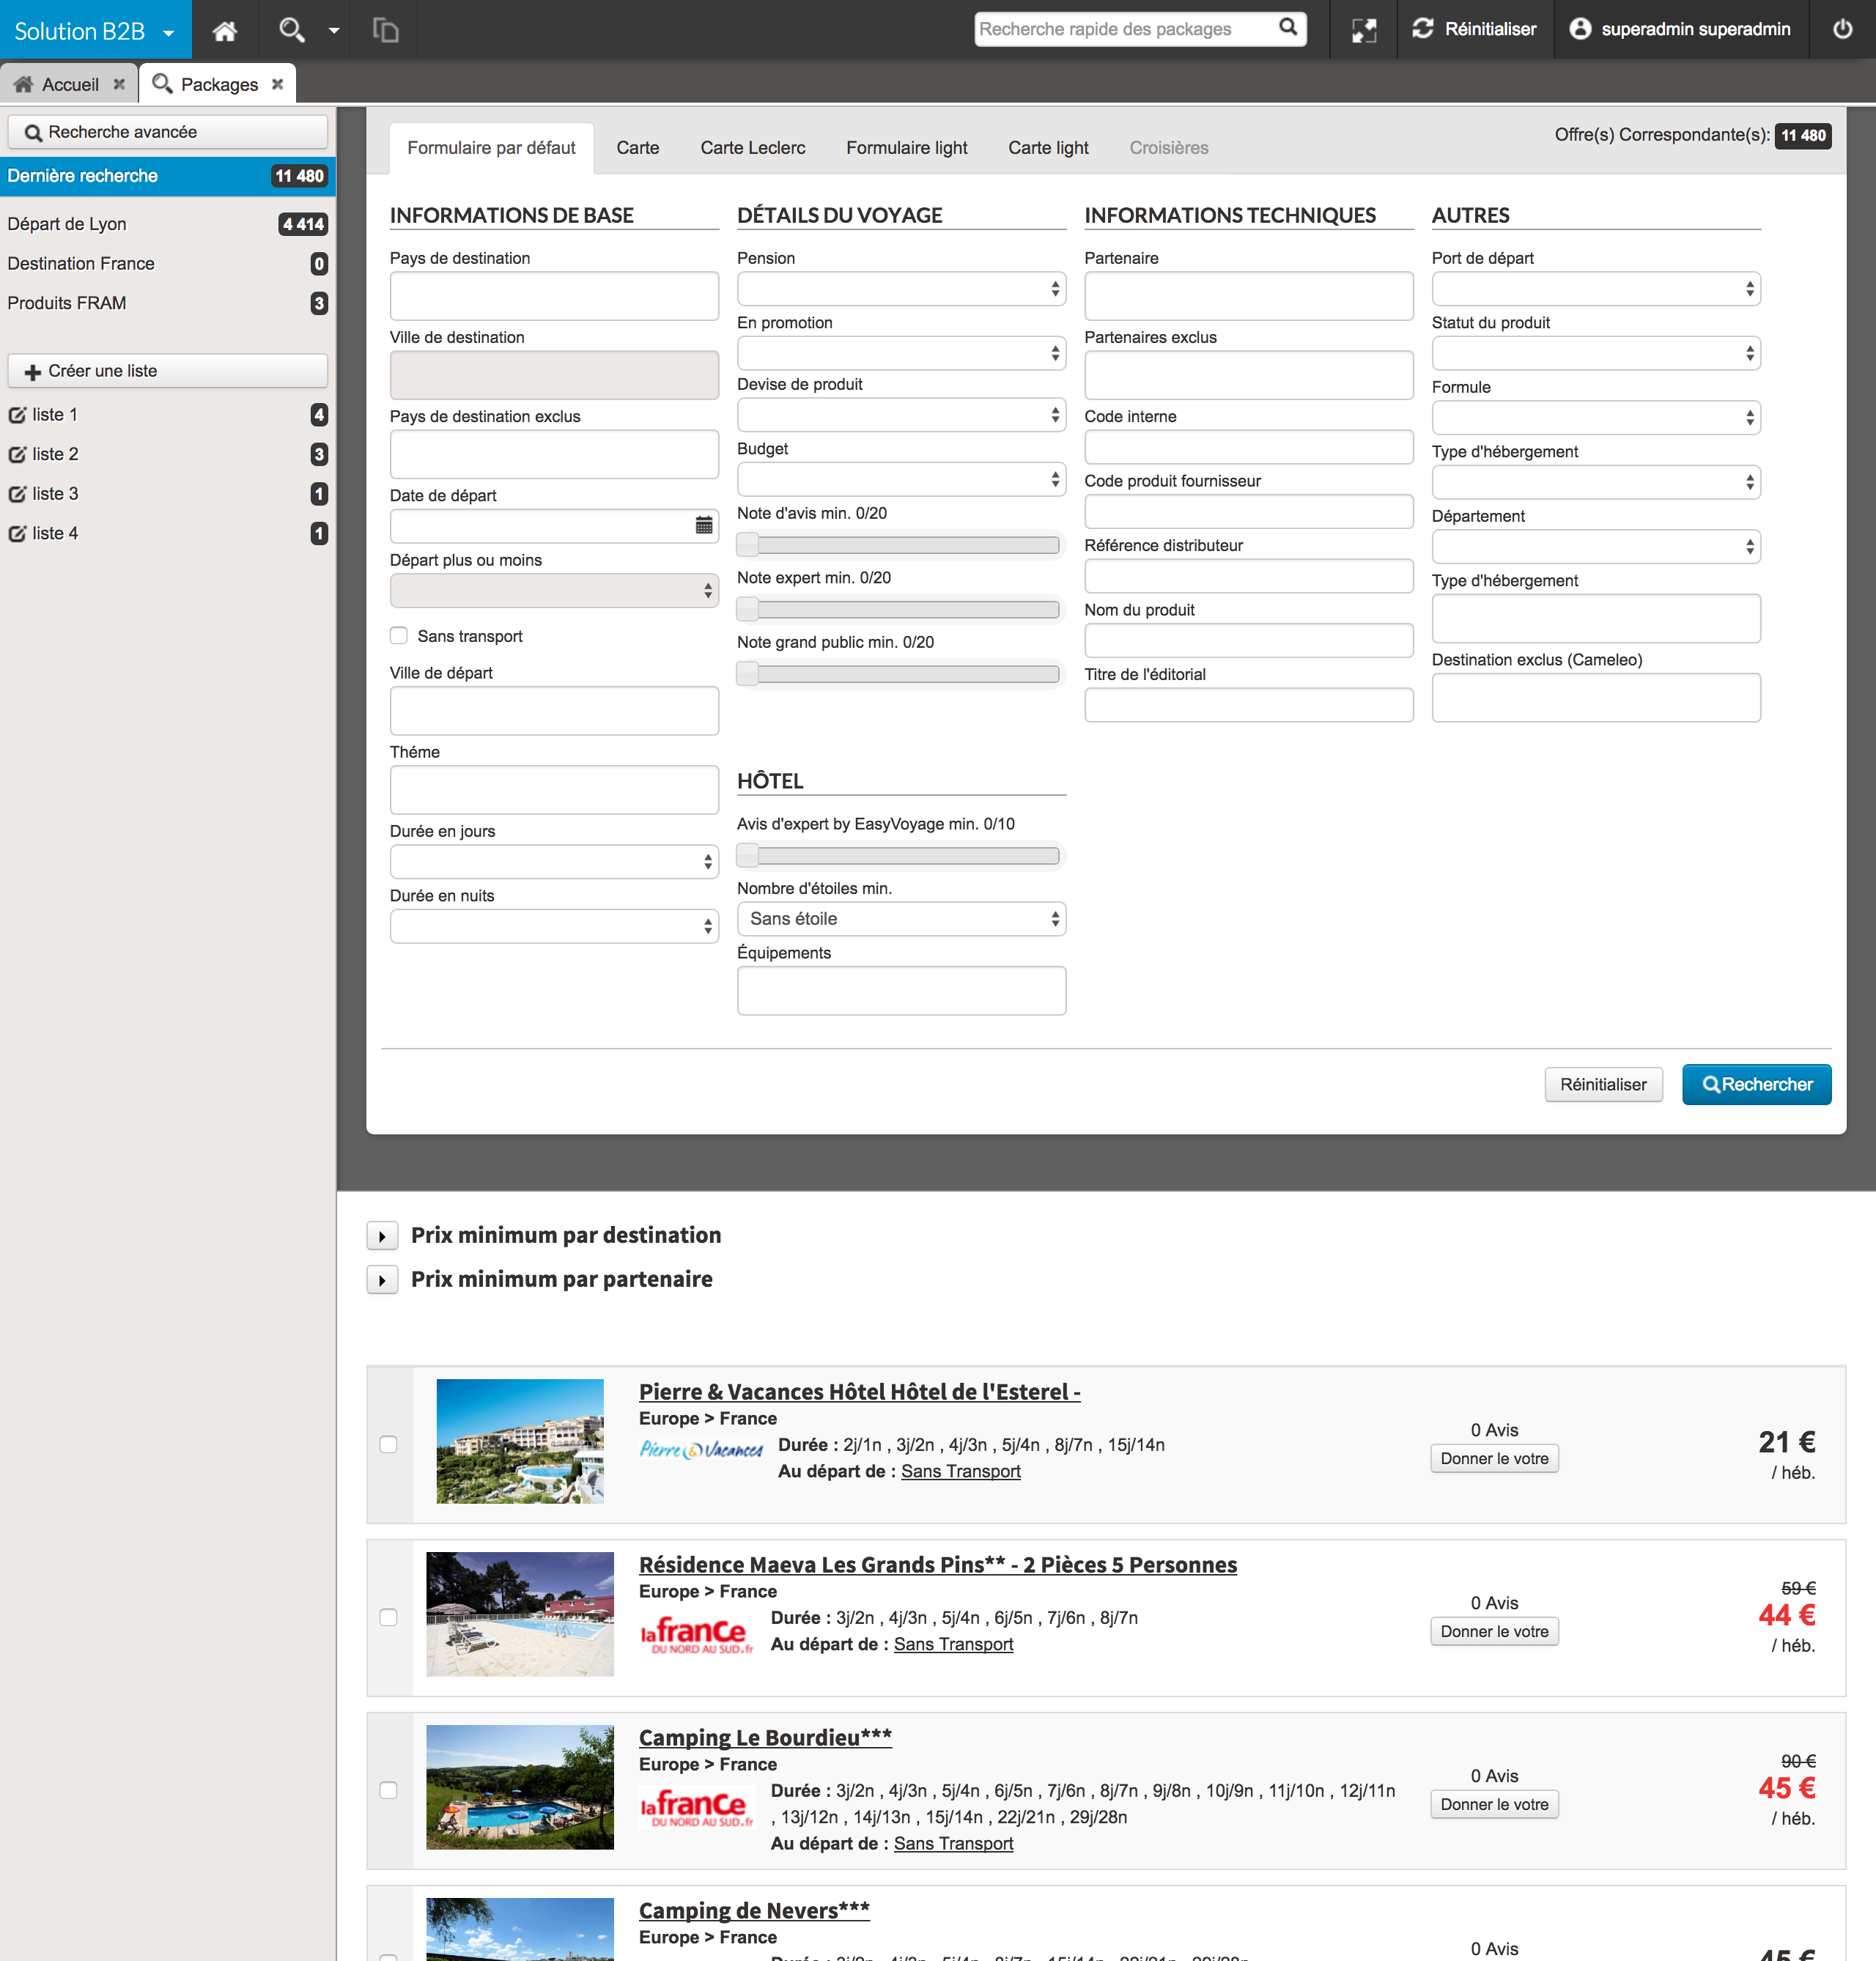 Solution B2B
Recherche rapide des packages
Réinitialiser
superadmin superadmin
Accueil
Packages
Recherche avancée
Dernière recherche 11 480
Départ de Lyon 4 414
Destination France 0
Produits FRAM 3
Créer une liste
liste 1 4
liste 2 3
liste 3 1
liste 4 1
Formulaire par défaut Carte Carte Leclerc Formulaire light Carte light Croisières
Offre(s) Correspondante(s): 11 480
INFORMATIONS DE BASE
Pays de destination
Ville de destination
Pays de destination exclus
Date de départ
Départ plus ou moins
Sans transport
Ville de départ
Théme
Durée en jours
Durée en nuits
DÉTAILS DU VOYAGE
Pension
En promotion
Devise de produit
Budget
Note d'avis min. 0/20
Note expert min. 0/20
Note grand public min. 0/20
HÔTEL
Avis d'expert by EasyVoyage min. 0/10
Nombre d'étoiles min.
Sans étoile
Équipements
INFORMATIONS TECHNIQUES
Partenaire
Partenaires exclus
Code interne
Code produit fournisseur
Référence distributeur
Nom du produit
Titre de l'éditorial
AUTRES
Port de départ
Statut du produit
Formule
Type d'hébergement
Département
Type d'hébergement
Destination exclus (Cameleo)
Réinitialiser
Rechercher
Prix minimum par destination
Prix minimum par partenaire
Pierre & Vacances Hôtel Hôtel de l'Esterel -
Europe > France
Pierre & Vacances
Durée : 2j/1n , 3j/2n , 4j/3n , 5j/4n , 8j/7n , 15j/14n
Au départ de : Sans Transport
0 Avis
Donner le votre
21 €
/ héb.
Résidence Maeva Les Grands Pins** - 2 Pièces 5 Personnes
Europe > France
la franCe
DU NORD AU SUD.fr
Durée : 3j/2n , 4j/3n , 5j/4n , 6j/5n , 7j/6n , 8j/7n
Au départ de : Sans Transport
0 Avis
Donner le votre
59 €
44 €
/ héb.
Camping Le Bourdieu***
Europe > France
la franCe
DU NORD AU SUD.fr
Durée : 3j/2n , 4j/3n , 5j/4n , 6j/5n , 7j/6n , 8j/7n , 9j/8n , 10j/9n , 11j/10n , 12j/11n
, 13j/12n , 14j/13n , 15j/14n , 22j/21n , 29j/28n
Au départ de : Sans Transport
0 Avis
Donner le votre
90 €
45 €
/ héb.
Camping de Nevers***
Europe > France
0 Avis
45 €